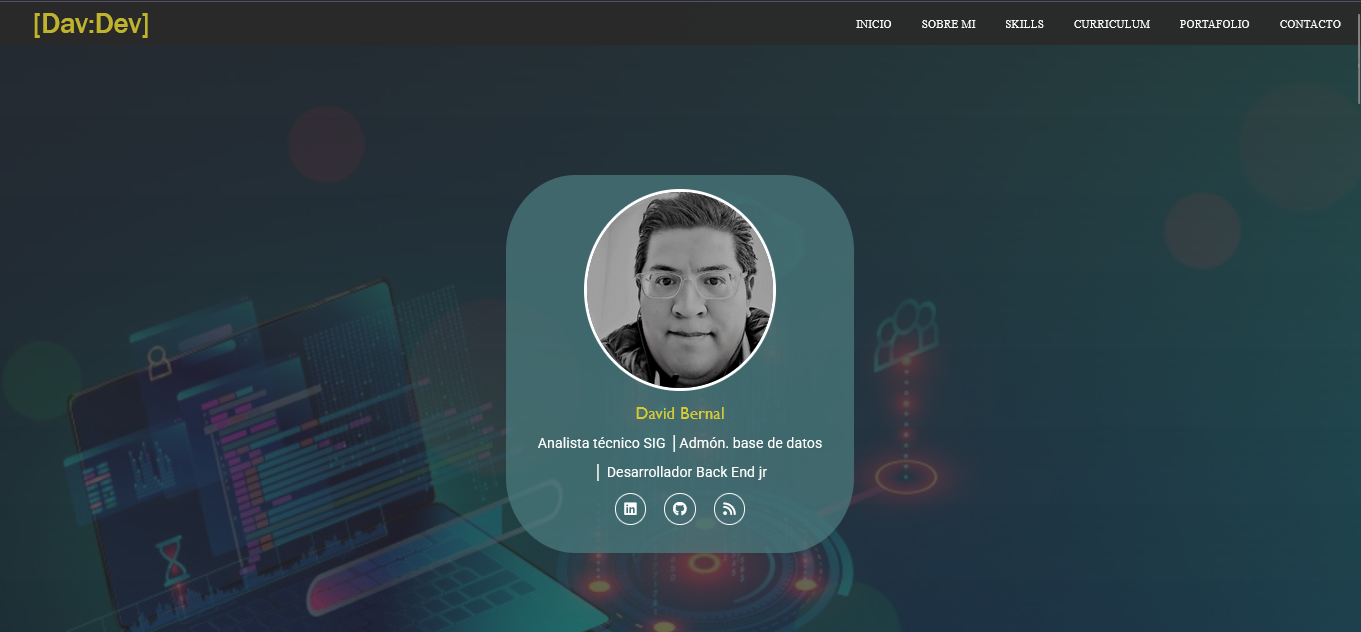 [Dav:Dev]
INICIO SOBRE MI SKILLS CURRICULUM PORTAFOLIO CONTACTO
David Bernal
Analista técnico SIG | Admón. base de datos
| Desarrollador Back End jr